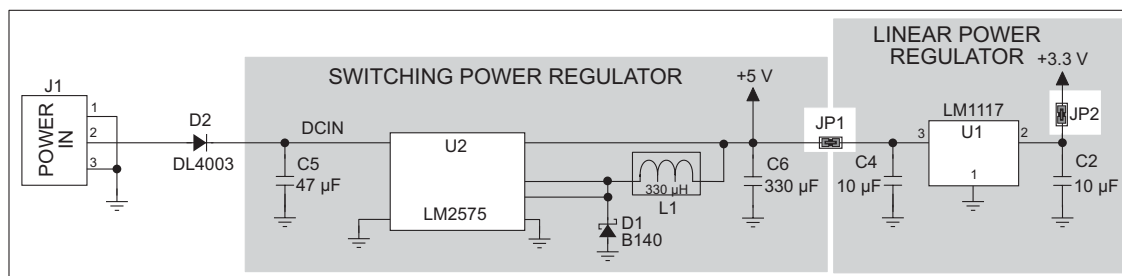 LINEAR POWER
REGULATOR
SWITCHING POWER REGULATOR
+3.3 V
+5 V
J1
POWER
IN
1
2
3
D2
DL4003
DCIN
C5
47 µF
U2
LM2575
330 µH
L1
D1
B140
C6
330 µF
JP1
C4
10 µF
LM1117
3
U1
2
1
JP2
C2
10 µF